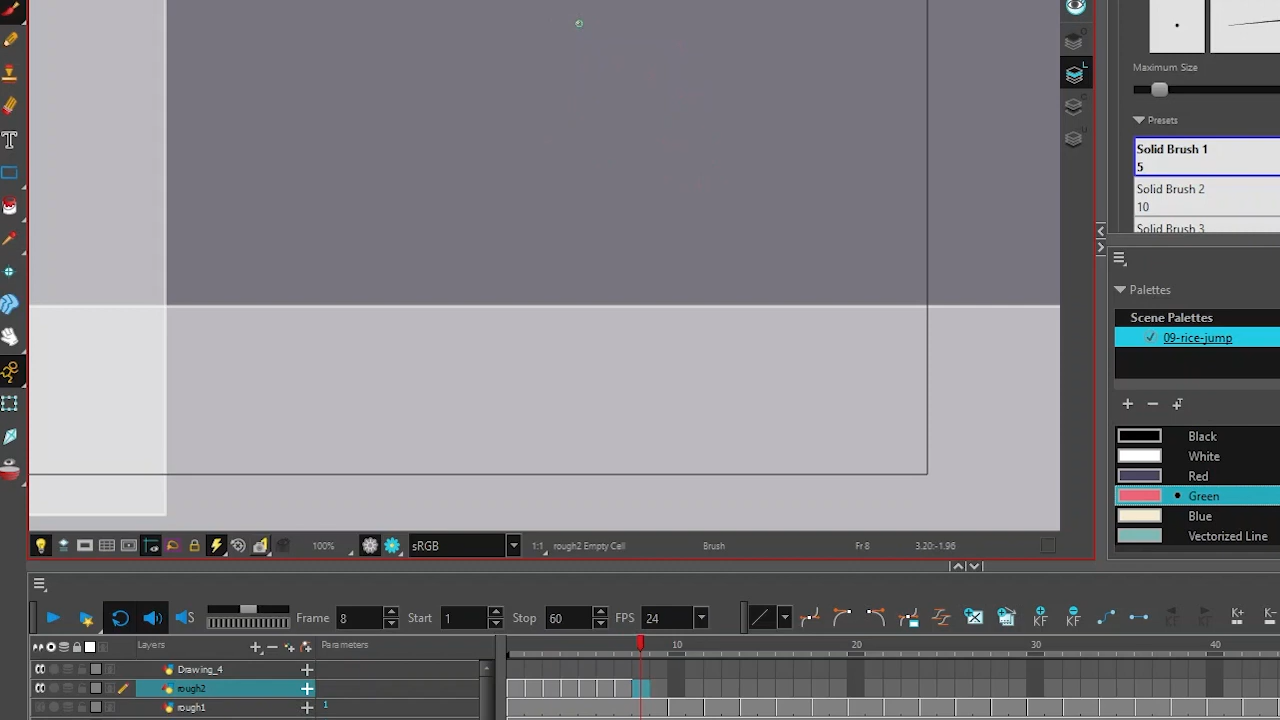 Maximum Size
Presets
Solid Brush 1
5
Solid Brush 2
10
Solid Brush 3
Palettes
Scene Palettes
09-rice-jump
Black
White
Red
Green
Blue
Vectorized Line
100%
sRGB
1:1
rough2 Empty Cell
Brush
Fr 8
3.20:-1.96
Frame 8 Start 1 Stop 60 FPS 24
KF KF K+ K-
Layers Parameters 10 20 30 40
Drawing_4
rough2
rough1 1